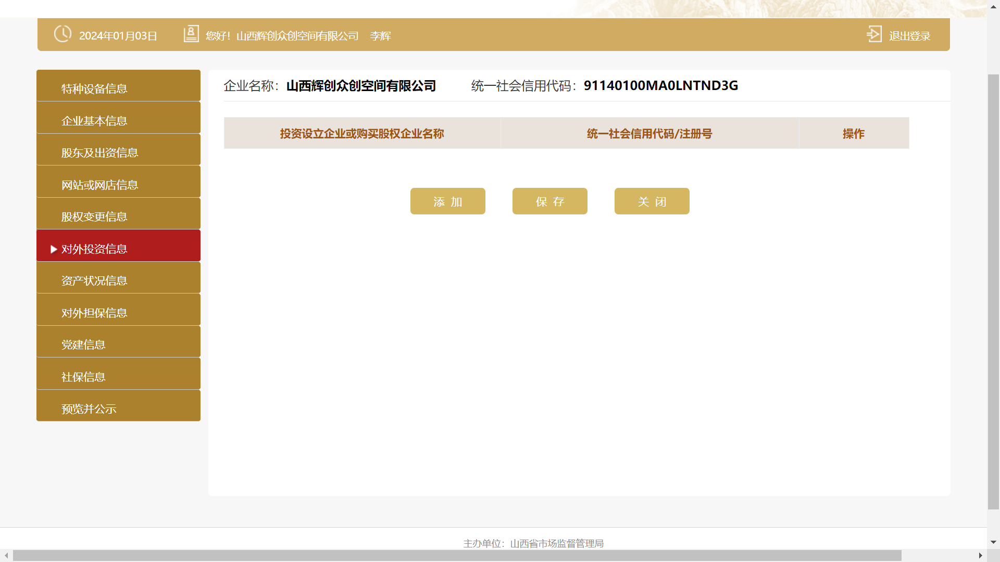 2024年01月03日 您好！山西辉创众创空间有限公司 李辉 退出登录
特种设备信息
企业基本信息
股东及出资信息
网站或网店信息
股权变更信息
对外投资信息
资产状况信息
对外担保信息
党建信息
社保信息
预览并公示
企业名称：山西辉创众创空间有限公司 统一社会信用代码：91140100MA0LNTND3G
投资设立企业或购买股权企业名称 统一社会信用代码/注册号 操作
添 加 保 存 关 闭
主办单位：山西省市场监督管理局